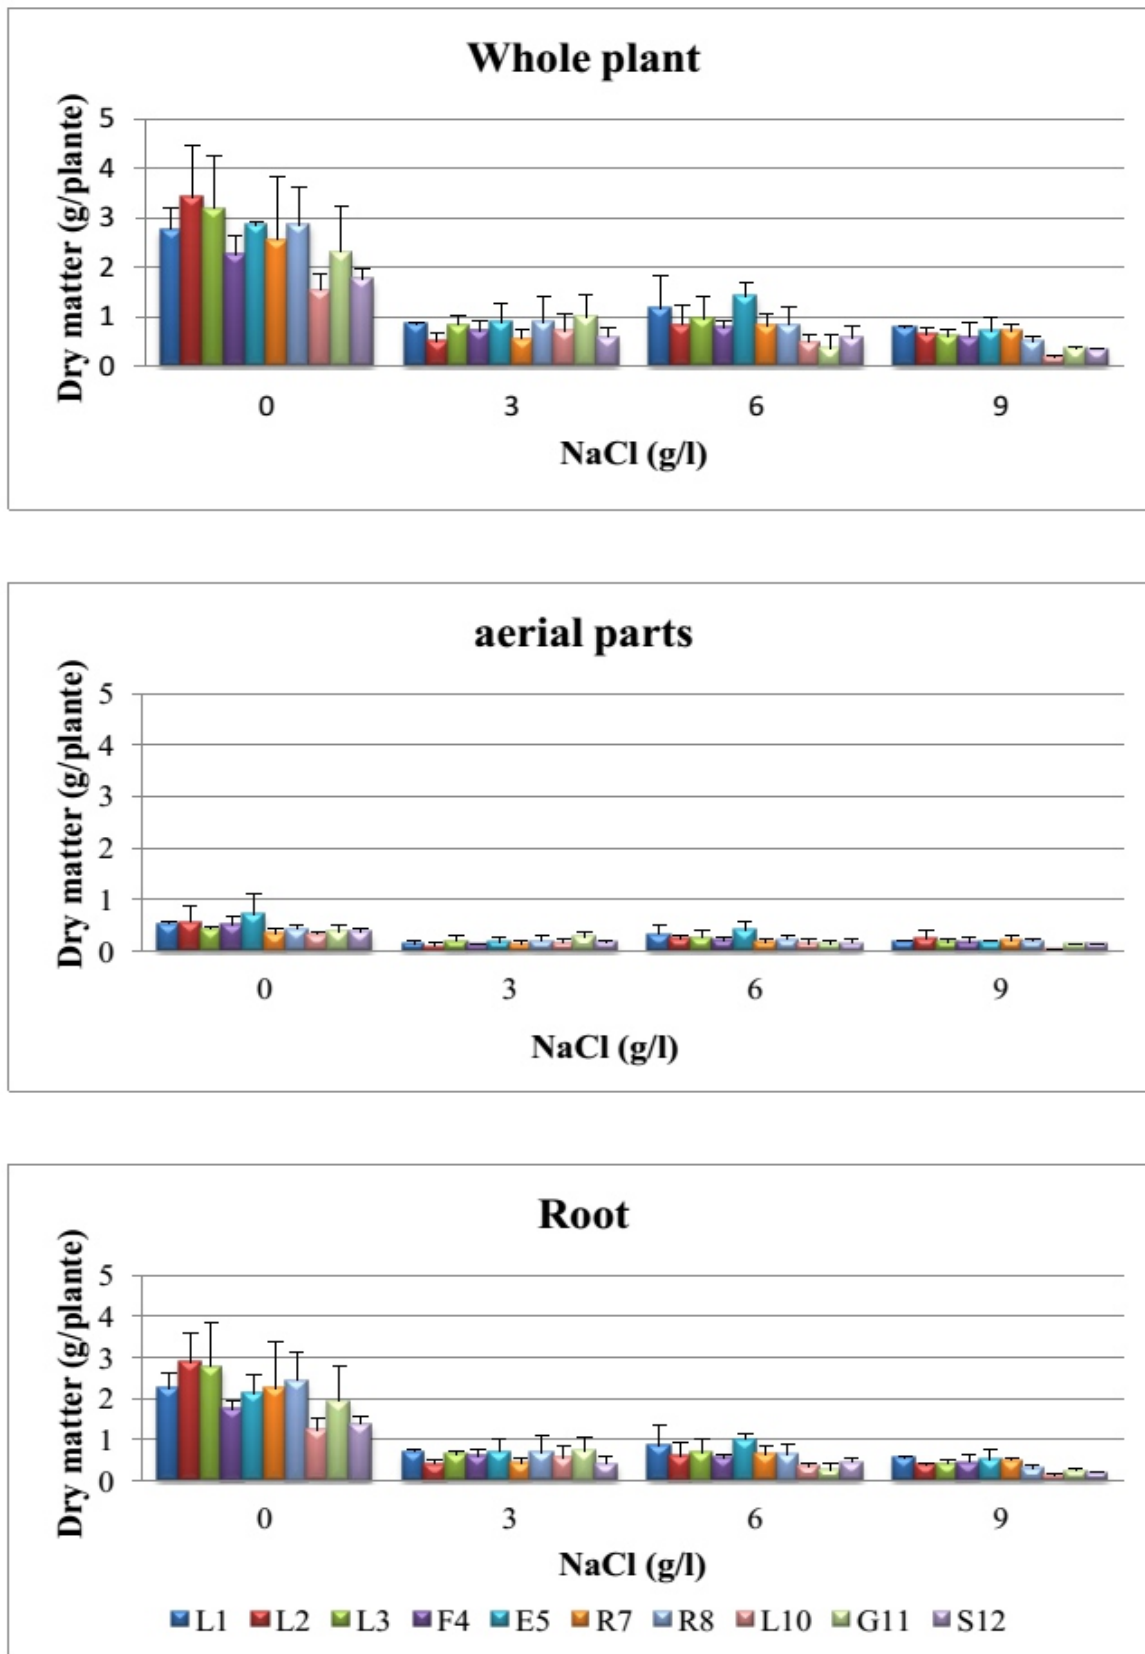 Whole plant
Dry matter (g/plante)
5
4
3
2
1
0
0 3 6 9
NaCl (g/l)
aerial parts
Dry matter (g/plante)
5
4
3
2
1
0
0 3 6 9
NaCl (g/l)
Root
Dry matter (g/plante)
5
4
3
2
1
0
0 3 6 9
NaCl (g/l)
L1 L2 L3 F4 E5 R7 R8 L10 G11 S12